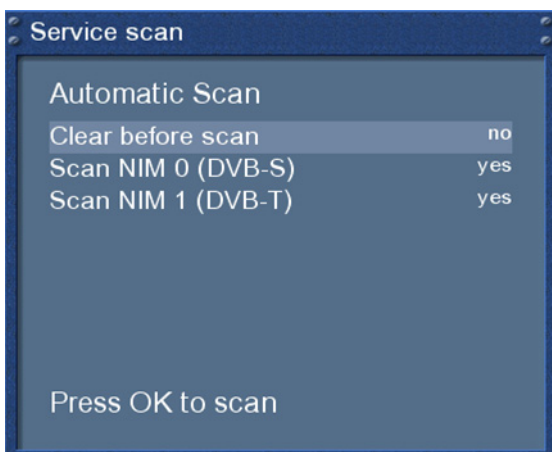 Service scan
Automatic Scan
Clear before scan no
Scan NIM 0 (DVB-S) yes
Scan NIM 1 (DVB-T) yes
Press OK to scan